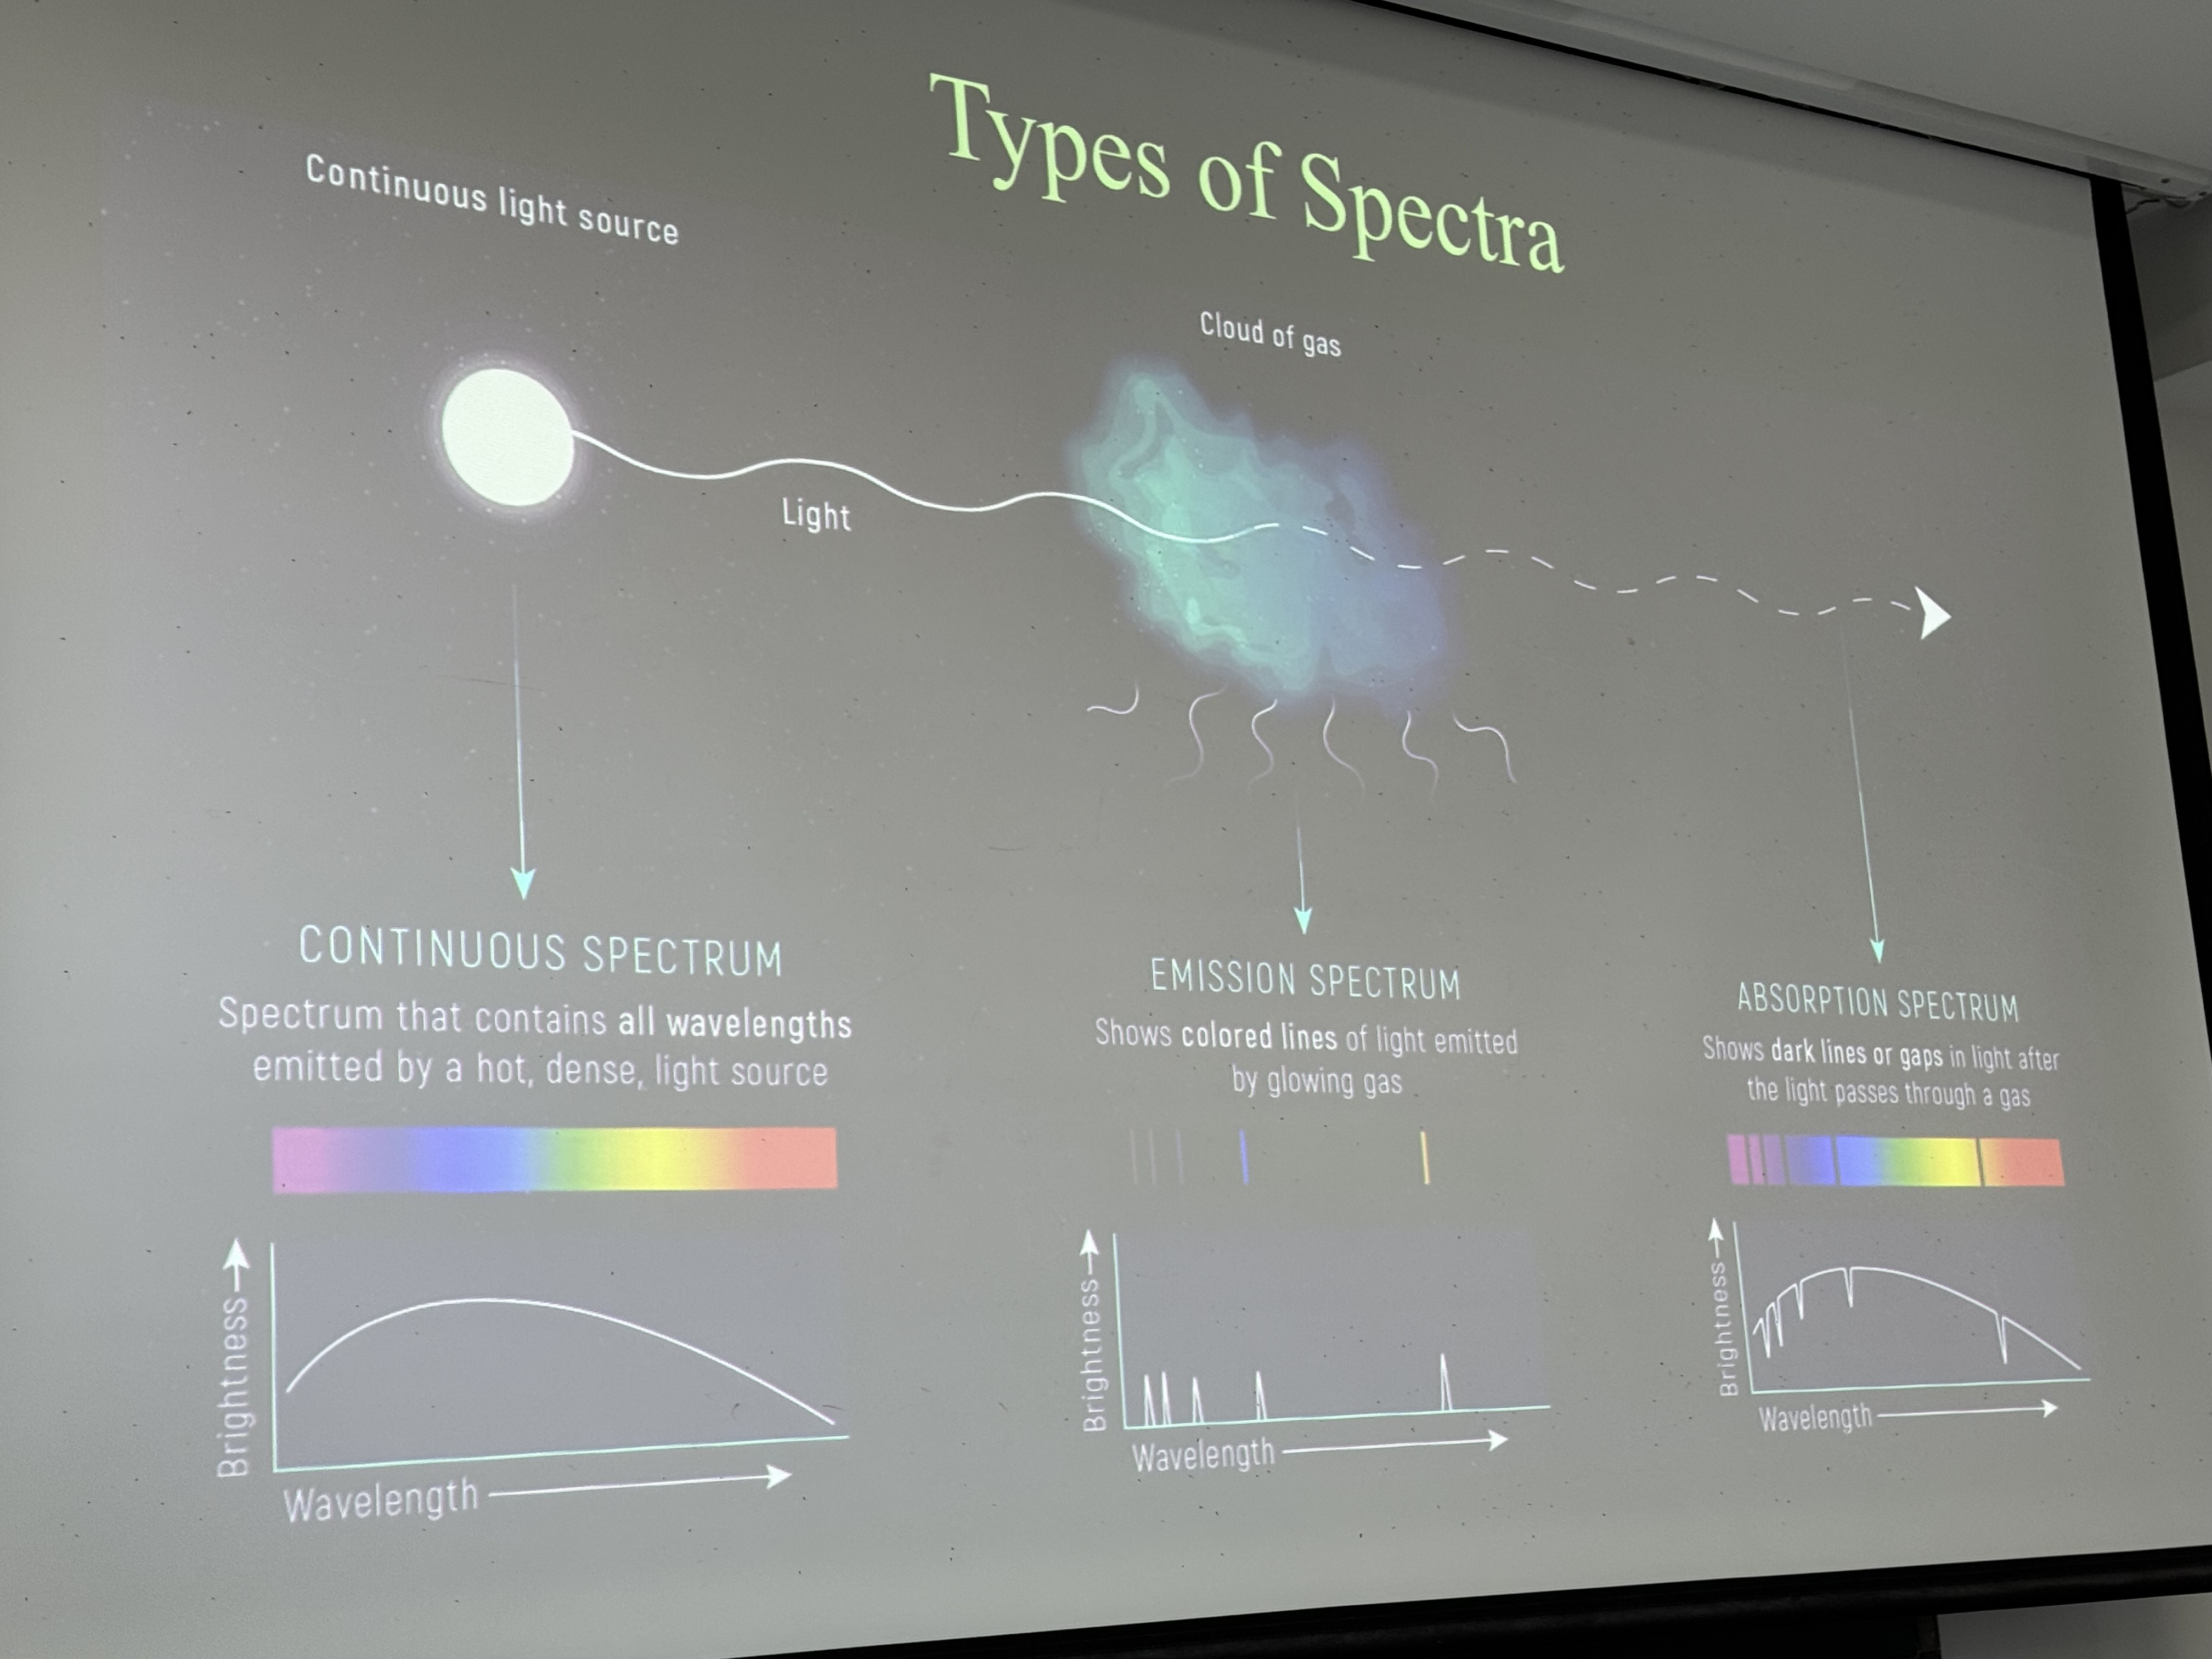 Types of Spectra
Continuous light source
Cloud of gas
Light
CONTINUOUS SPECTRUM
Spectrum that contains all wavelengths
emitted by a hot, dense, light source
Brightness
Wavelength
EMISSION SPECTRUM
Shows colored lines of light emitted
by glowing gas
Brightness
Wavelength
ABSORPTION SPECTRUM
Shows dark lines or gaps in light after
the light passes through a gas
Brightness
Wavelength